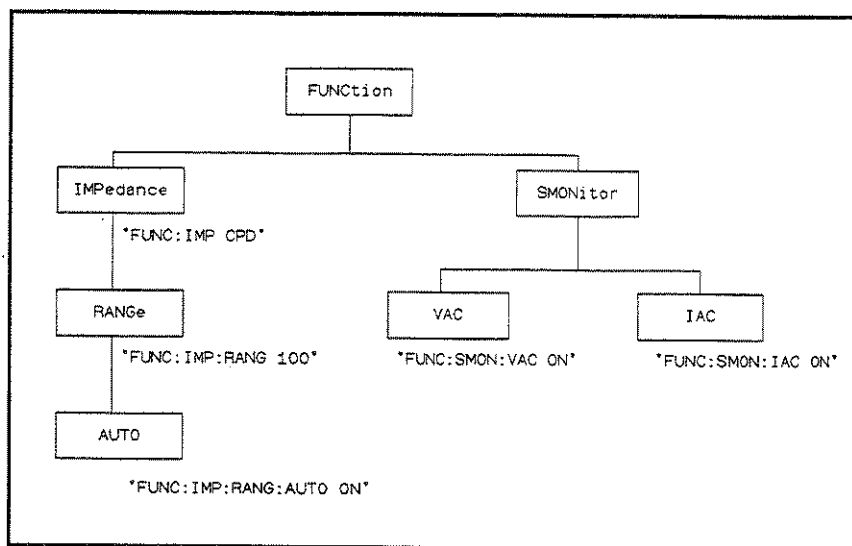 FUNCtion
IMPedance
SMONitor
"FUNC:IMP CPD"
RANGe
VAC
IAC
"FUNC:IMP:RANG 100"
"FUNC:SMON:VAC ON"
"FUNC:SMON:IAC ON"
AUTO
"FUNC:IMP:RANG:AUTO ON"